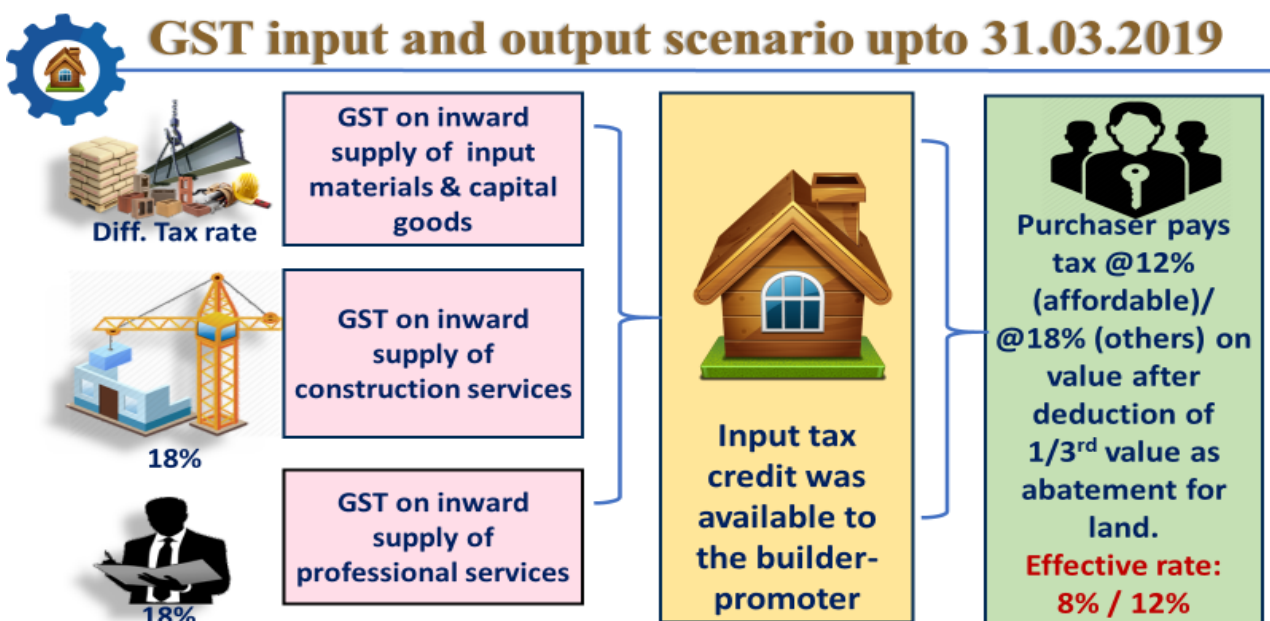 GST input and output scenario upto 31.03.2019
Diff. Tax rate
GST on inward
supply of input
materials & capital
goods
18%
GST on inward
supply of
construction services
18%
GST on inward
supply of
professional services
Input tax
credit was
available to
the builder-
promoter
Purchaser pays
tax @12%
(affordable)/
@18% (others) on
value after
deduction of
1/3rd value as
abatement for
land.
Effective rate:
8% / 12%